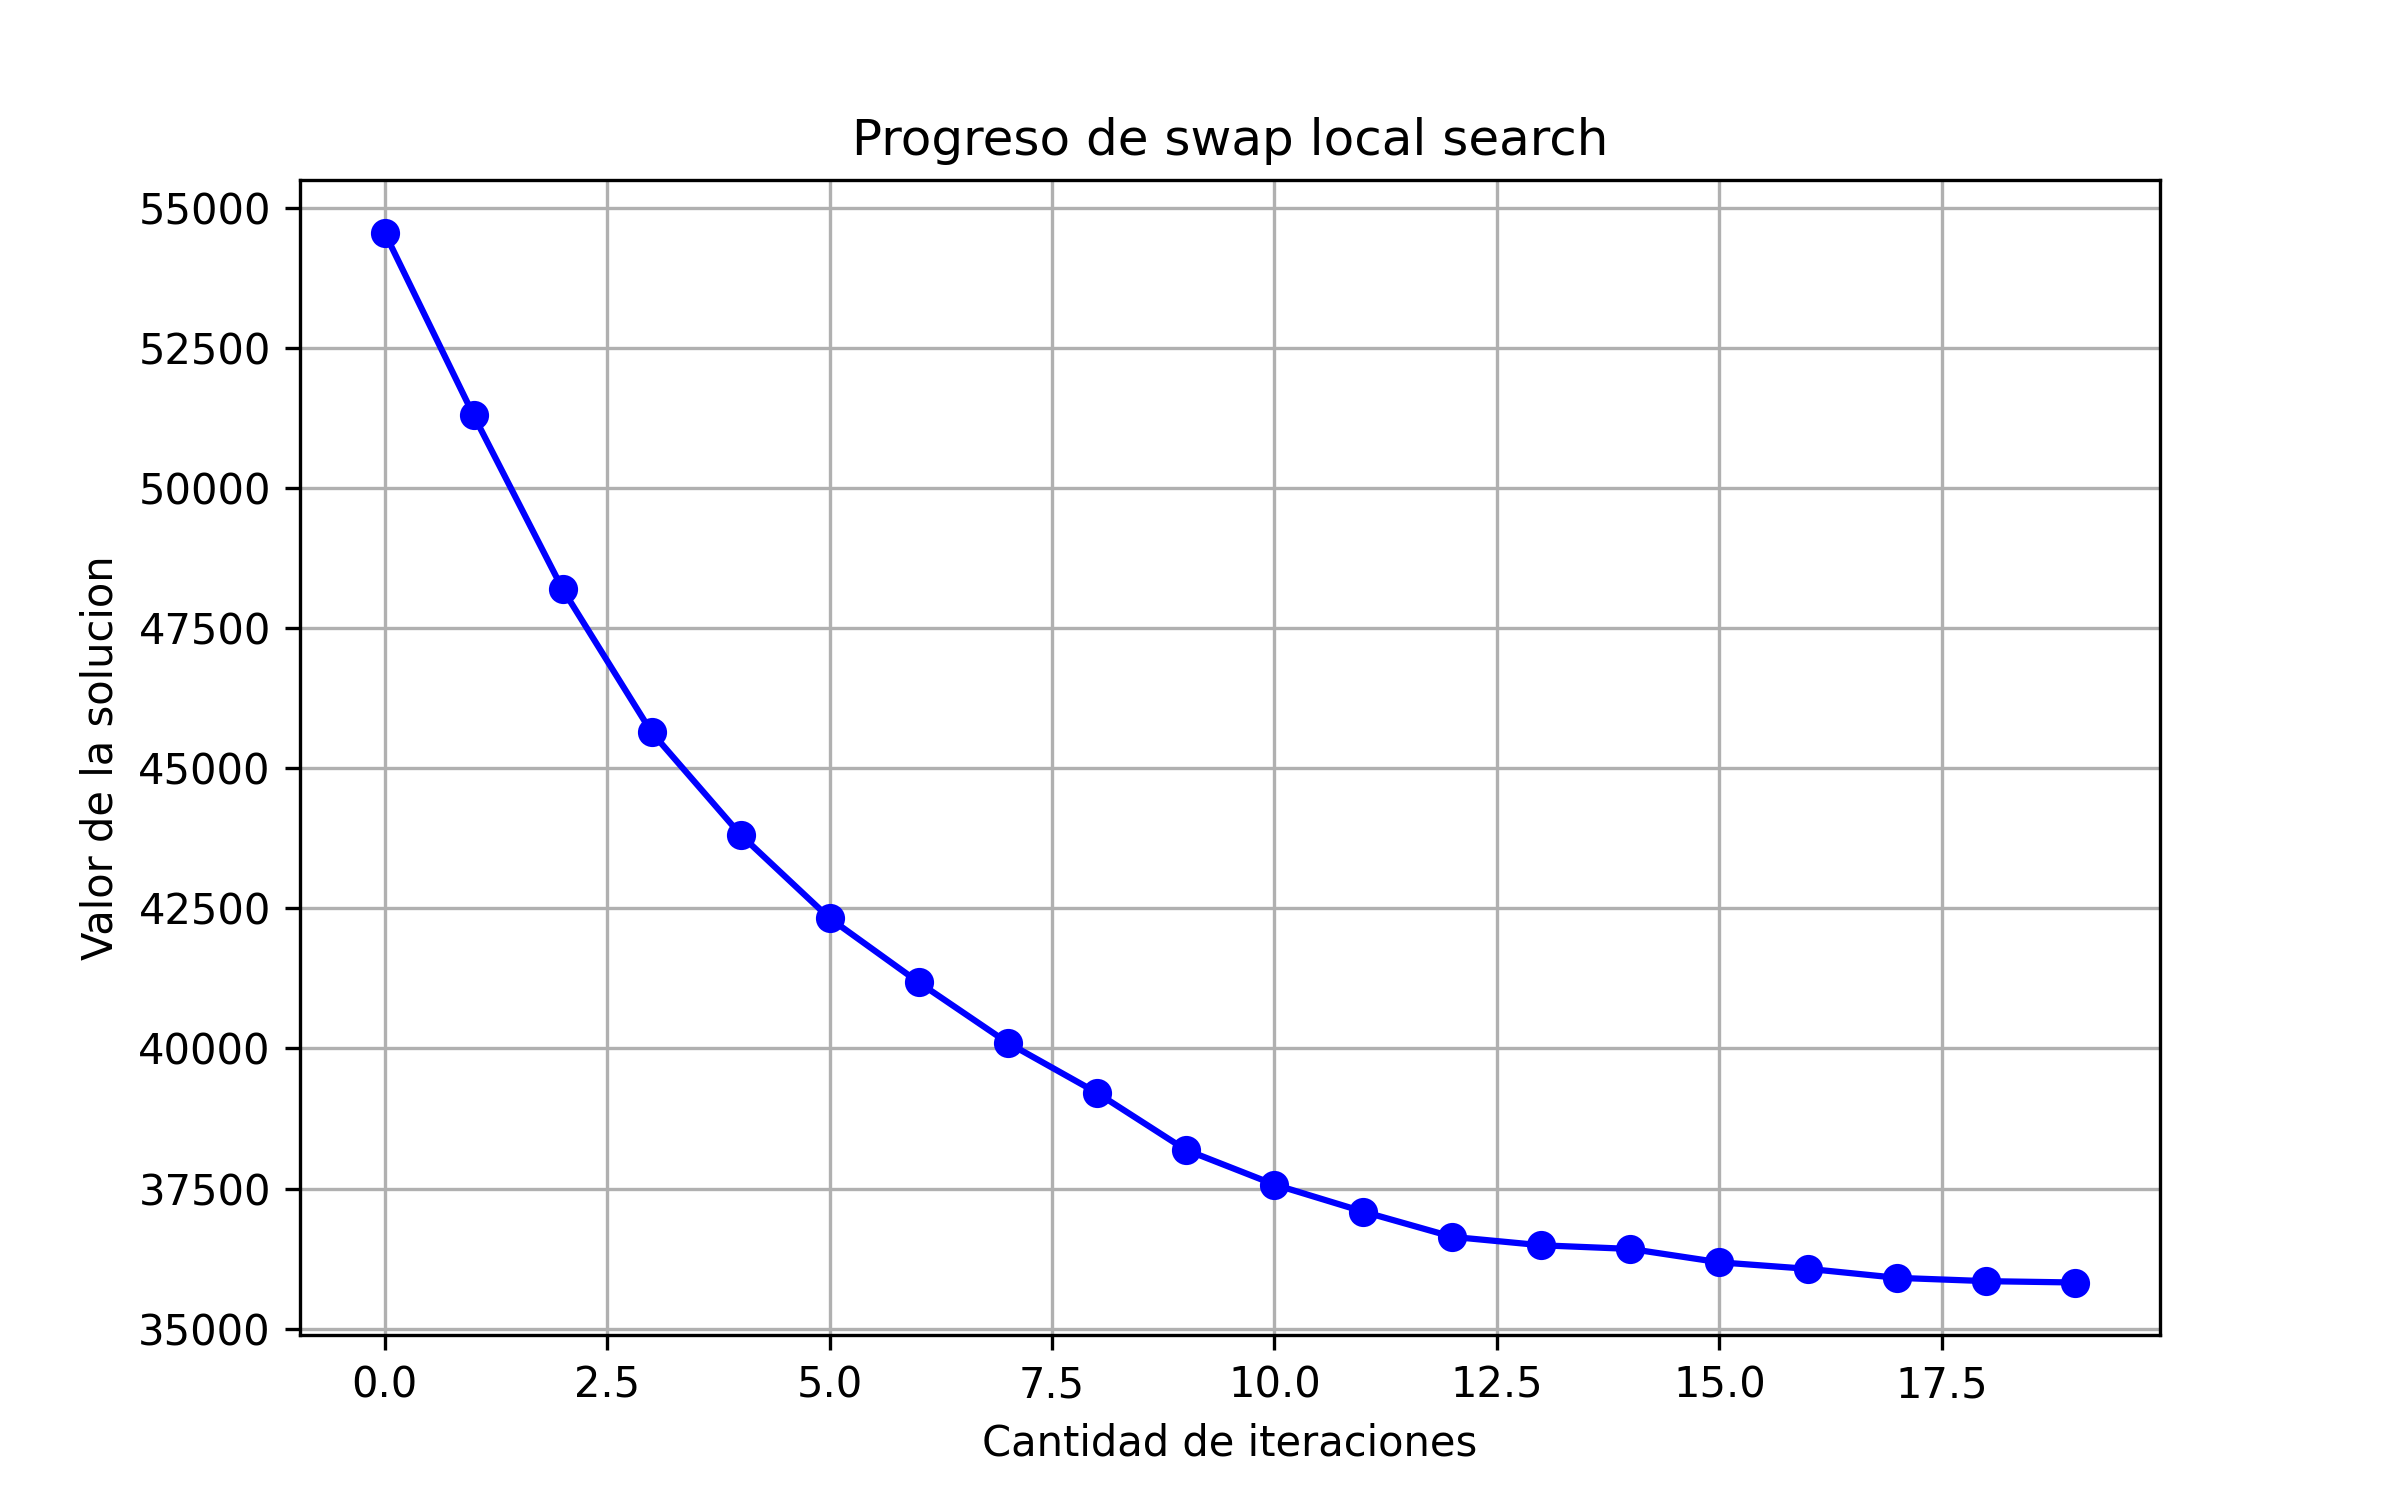 Progreso de swap local search
Valor de la solucion
55000
52500
50000
47500
45000
42500
40000
37500
35000
0.0 2.5 5.0 7.5 10.0 12.5 15.0 17.5
Cantidad de iteraciones